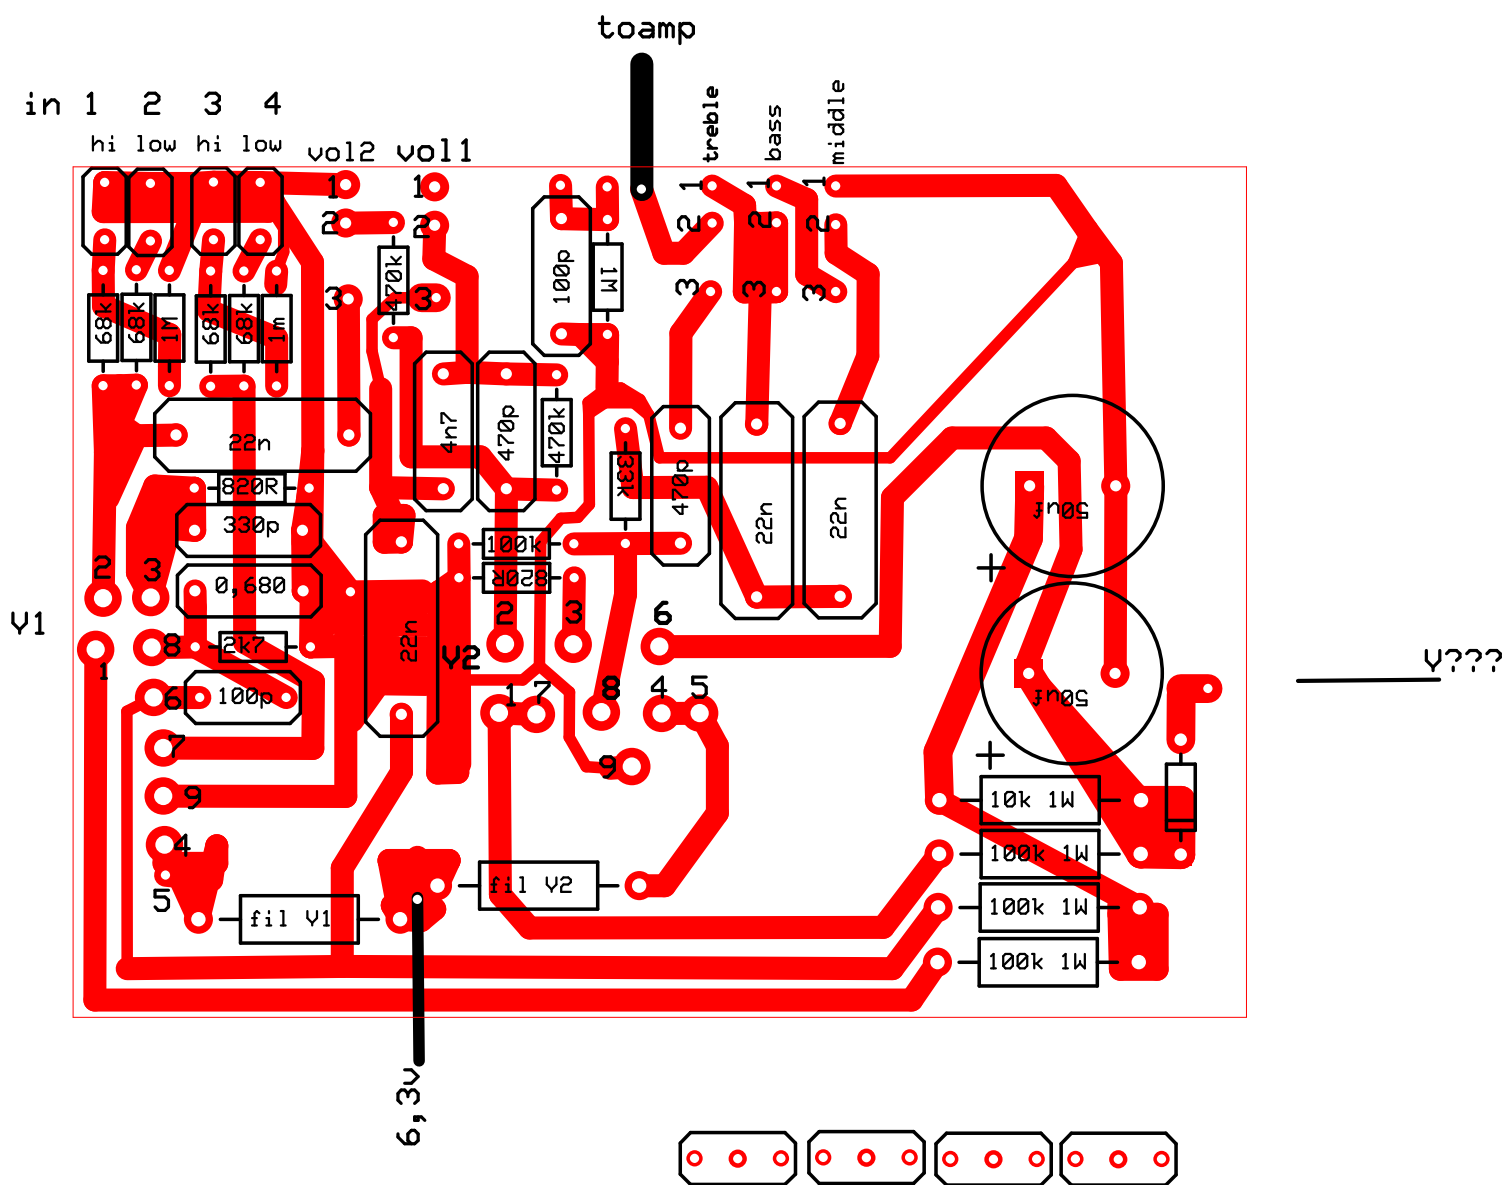 toamp
in 1 2 3 4
hi low hi low
vol2 vol1
treble
bass
middle
1 1 1 1 1
2 2 2 2 2
3 3 3 3 3
470k
100p
1M
68k 68k 1M 68k 68k 1m
22n
4n7
470p
470k
33k
470p
22n
22n
50uf
820R
330p
100k
820R
2 3
0,680
2 3 6
V1
8
2k7
22n
V2
1
V???
6
100p
1 7 8 4 5
50uf
+
+
7
9
9
10k 1W
4
100k 1W
5
fil V2
fil V1
100k 1W
100k 1W
6,3v